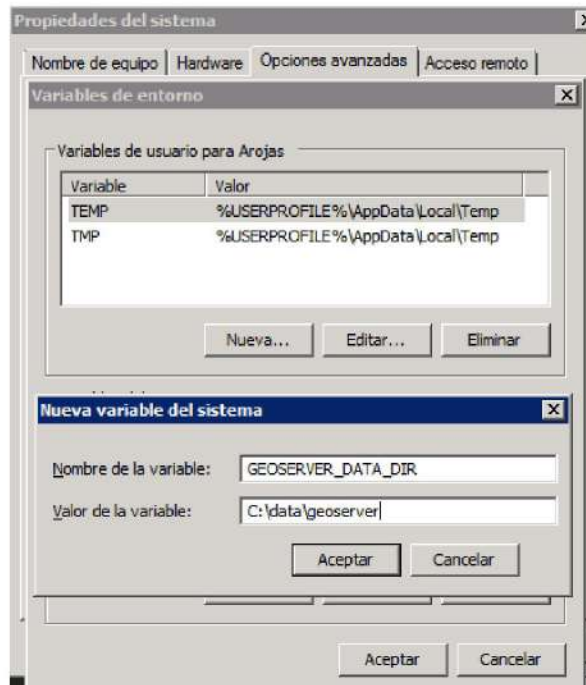 Propiedades del sistema
Nombre de equipo Hardware Opciones avanzadas Acceso remoto
Variables de entorno
Variables de usuario para Arojas
Variable Valor
TEMP %USERPROFILE%\AppData\Local\Temp
TMP %USERPROFILE%\AppData\Local\Temp
Nueva... Editar... Eliminar
Nueva variable del sistema
Nombre de la variable: GEOSERVER_DATA_DIR
Valor de la variable: C:\data\geoserver
Aceptar Cancelar
Aceptar Cancelar